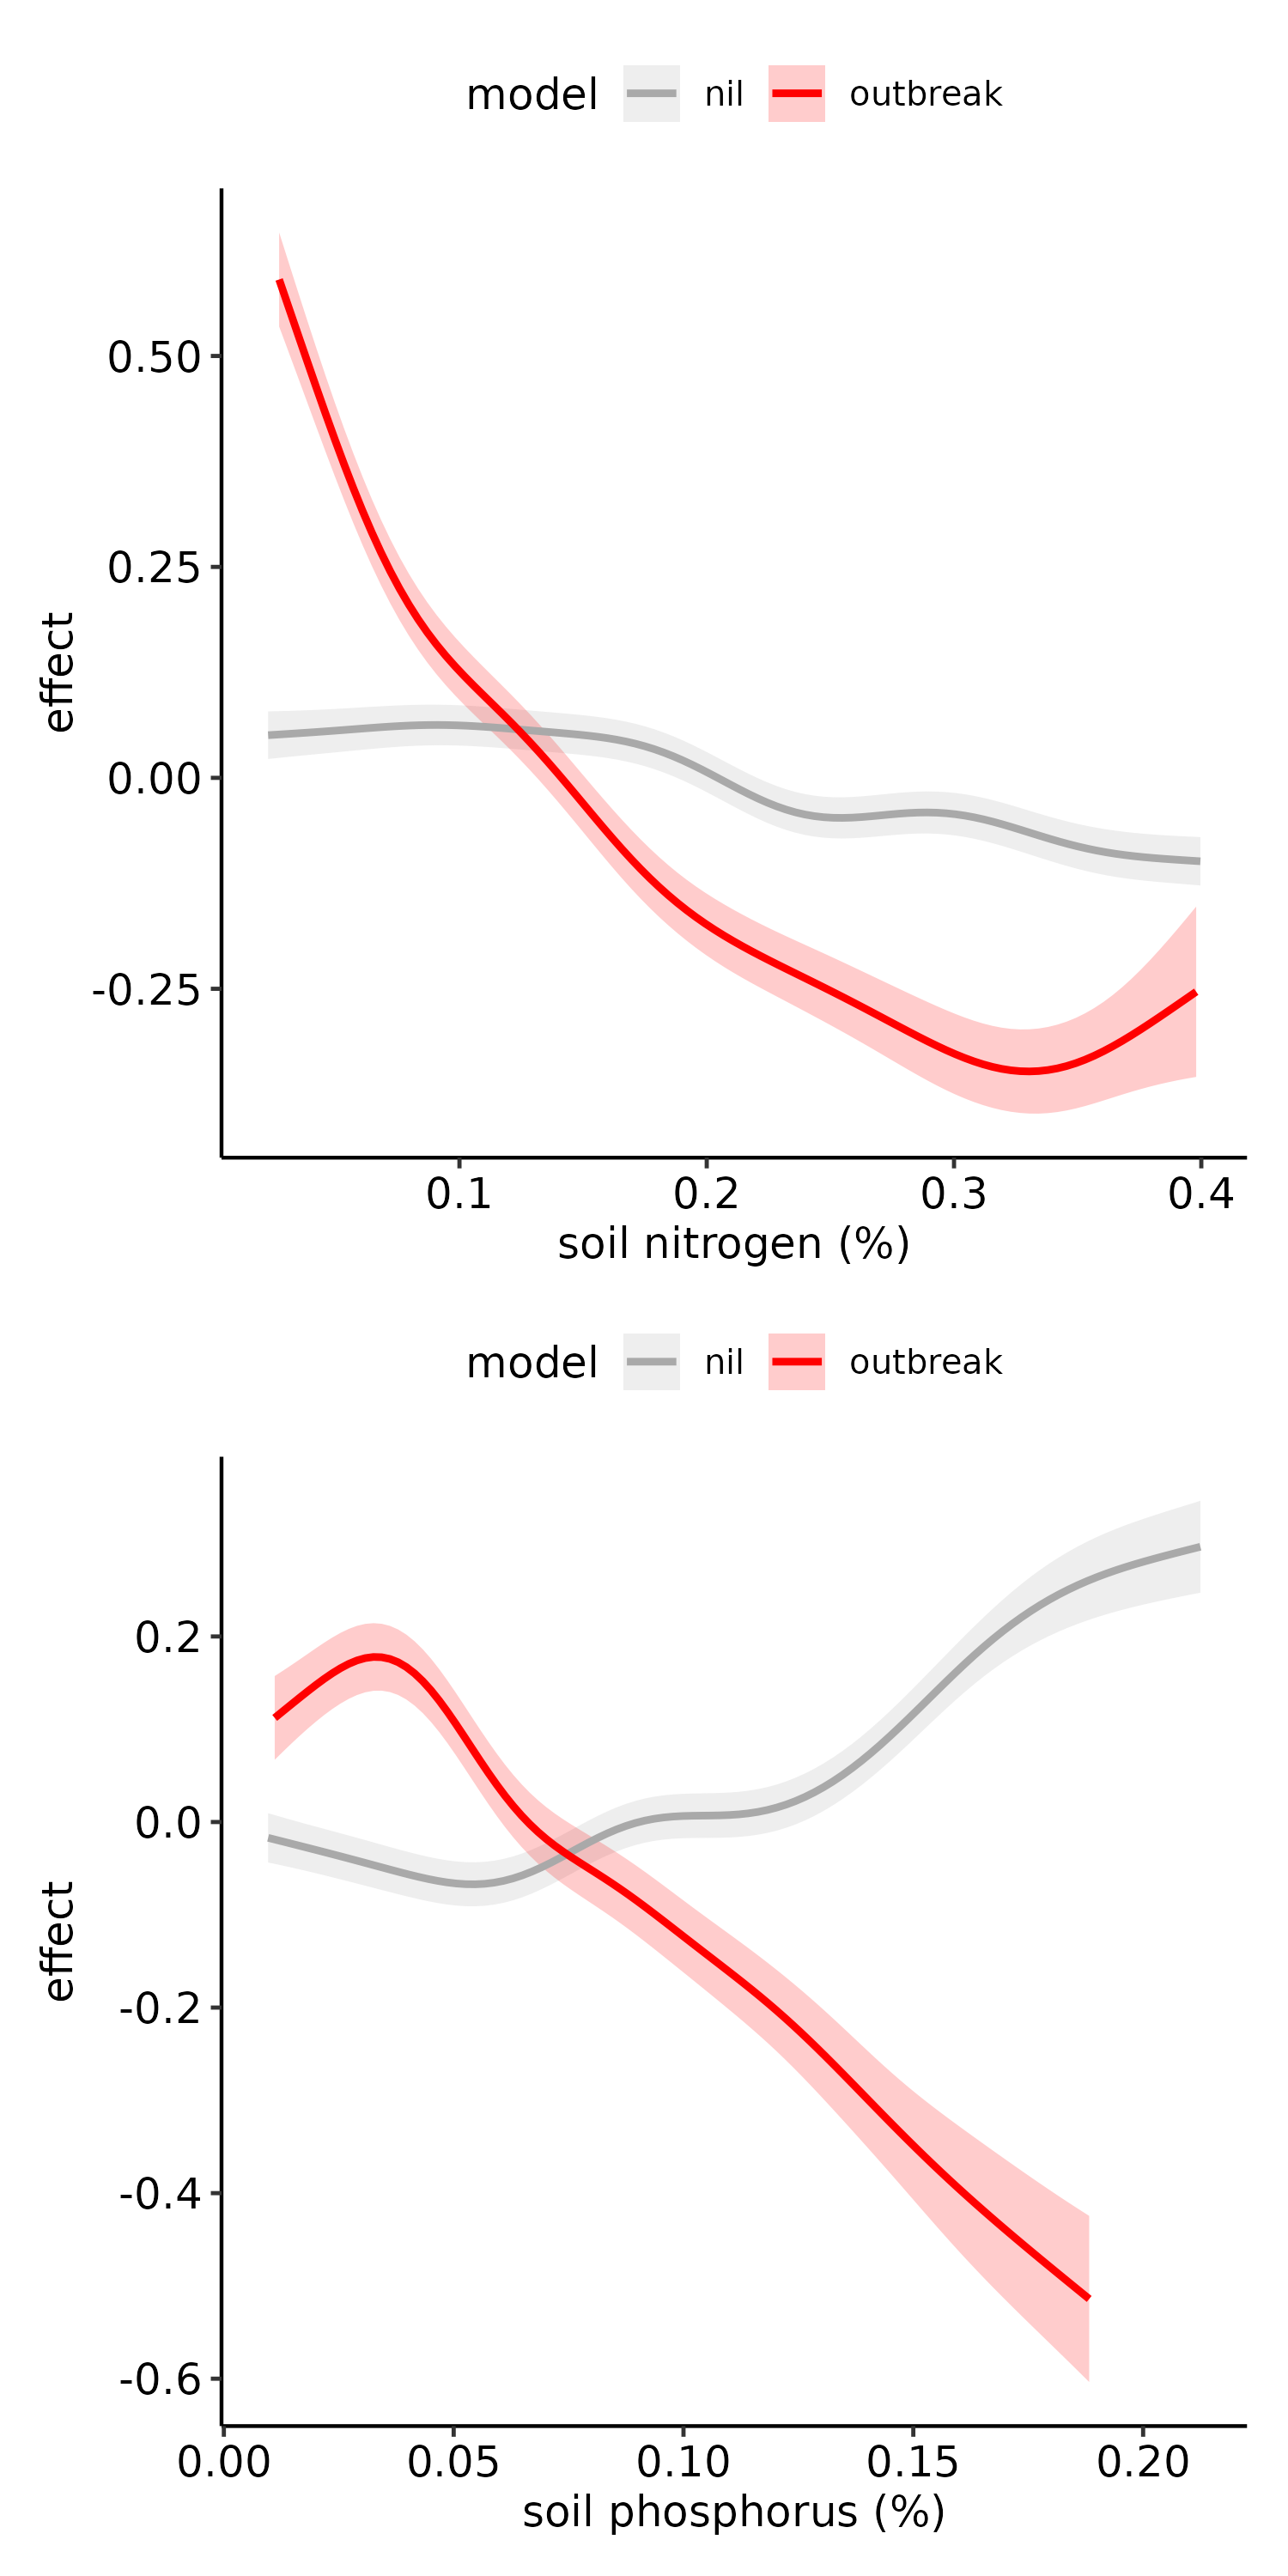 model nil outbreak
0.50
0.25
0.00
-0.25
effect
0.1 0.2 0.3 0.4
soil nitrogen (%)
model nil outbreak
0.2
0.0
-0.2
-0.4
-0.6
effect
0.00 0.05 0.10 0.15 0.20
soil phosphorus (%)